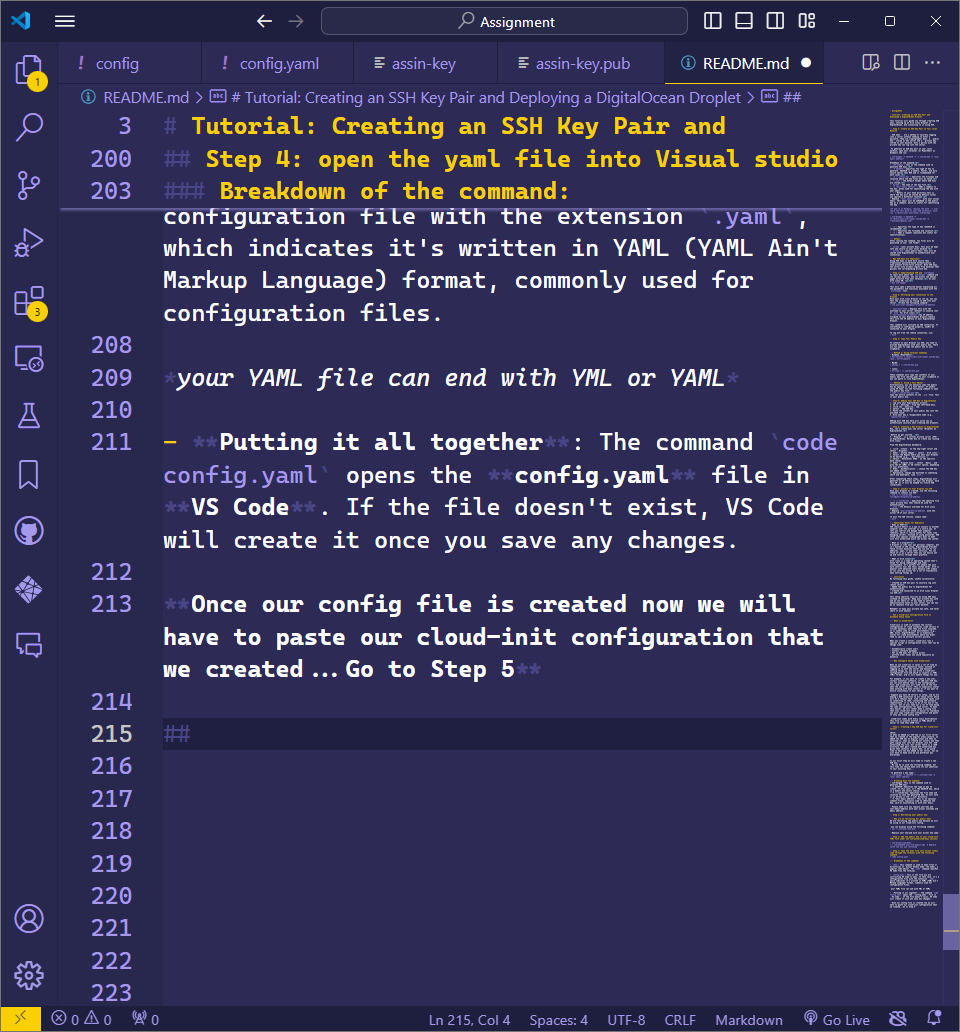 Assignment
1
3
config
config.yaml
assin-key
assin-key.pub
README.md
README.md > # Tutorial: Creating an SSH Key Pair and Deploying a DigitalOcean Droplet > ##
3 # Tutorial: Creating an SSH Key Pair and
200 ## Step 4: open the yaml file into Visual studio
203 ### Breakdown of the command:
configuration file with the extension `.yaml`,
which indicates it's written in YAML (YAML Ain't
Markup Language) format, commonly used for
configuration files.
208
209 *your YAML file can end with YML or YAML*
210
211 - **Putting it all together**: The command `code
config.yaml` opens the **config.yaml** file in
**VS Code**. If the file doesn't exist, VS Code
will create it once you save any changes.
212
213 **Once our config file is created now we will
have to paste our cloud-init configuration that
we created...Go to Step 5**
214
215 ##
216
217
218
219
220
221
222
223
0 0 0 Ln 215, Col 4 Spaces: 4 UTF-8 CRLF Markdown Go Live